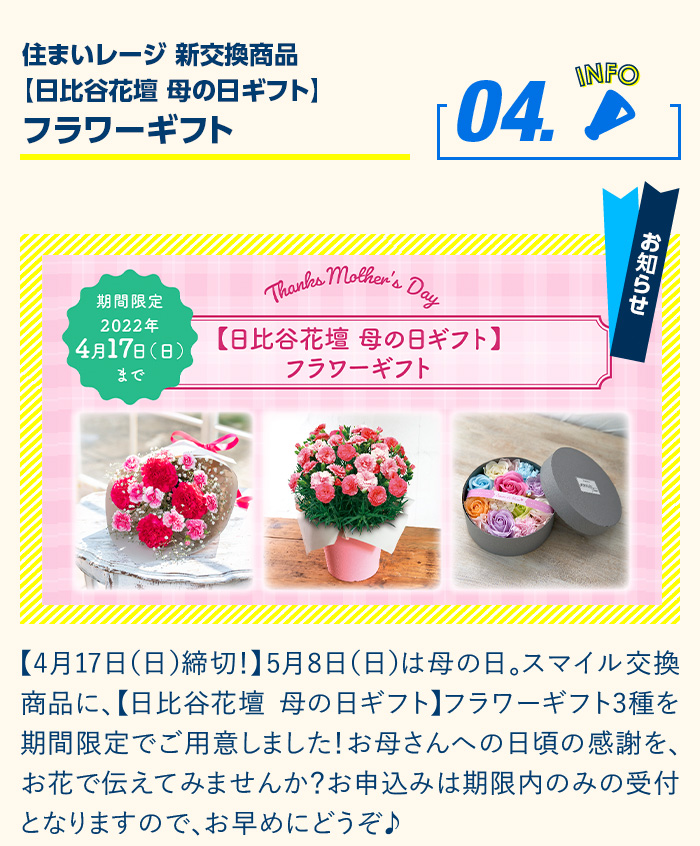 住まいレージ 新交換商品
【日比谷花壇 母の日ギフト】
フラワーギフト
04.
INFO
お知らせ
Thanks Mother's Day
期間限定
2022年
4月17日(日)
まで
【日比谷花壇 母の日ギフト】
フラワーギフト
【4月17日(日)締切!】5月8日(日)は母の日。スマイル交換
商品に、【日比谷花壇 母の日ギフト】フラワーギフト3種を
期間限定でご用意しました!お母さんへの日頃の感謝を、
お花で伝えてみませんか?お申込みは期限内のみの受付
となりますので、お早めにどうぞ♪